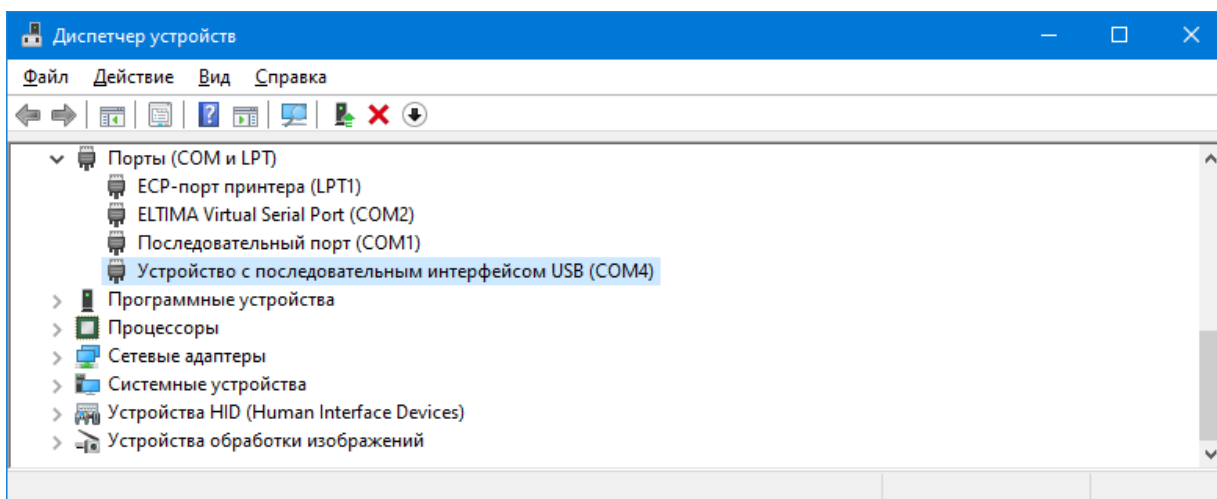 Диспетчер устройств
Файл Действие Вид Справка
Порты (COM и LPT)
ECP-порт принтера (LPT1)
ELTIMA Virtual Serial Port (COM2)
Последовательный порт (COM1)
Устройство с последовательным интерфейсом USB (COM4)
Программные устройства
Процессоры
Сетевые адаптеры
Системные устройства
Устройства HID (Human Interface Devices)
Устройства обработки изображений